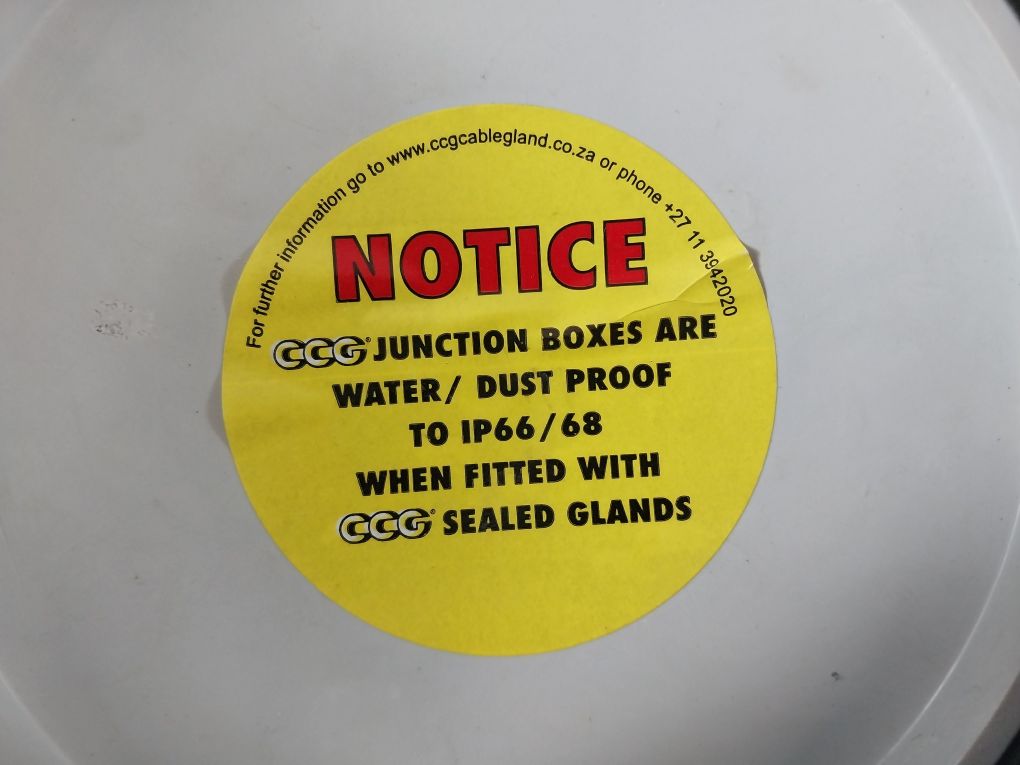 For further information go to www.ccgcablegland.co.za or phone +27 11 3942020
NOTICE
CCG® JUNCTION BOXES ARE
WATER/ DUST PROOF
TO IP66/68
WHEN FITTED WITH
CCG® SEALED GLANDS